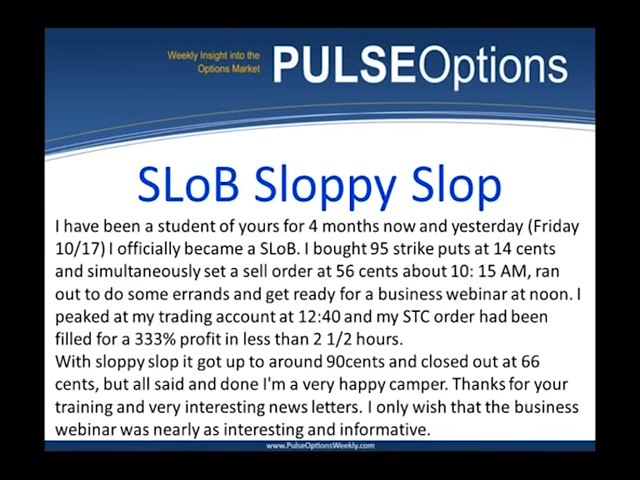 Weekly Insight into the
Options Market
PULSEOptions
SLoB Sloppy Slop
I have been a student of yours for 4 months now and yesterday (Friday
10/17) I officially became a SLoB. I bought 95 strike puts at 14 cents
and simultaneously set a sell order at 56 cents about 10: 15 AM, ran
out to do some errands and get ready for a business webinar at noon. I
peaked at my trading account at 12:40 and my STC order had been
filled for a 333% profit in less than 2 1/2 hours.
With sloppy slop it got up to around 90cents and closed out at 66
cents, but all said and done I'm a very happy camper. Thanks for your
training and very interesting news letters. I only wish that the business
webinar was nearly as interesting and informative.
www.PulseOptionsWeekly.com